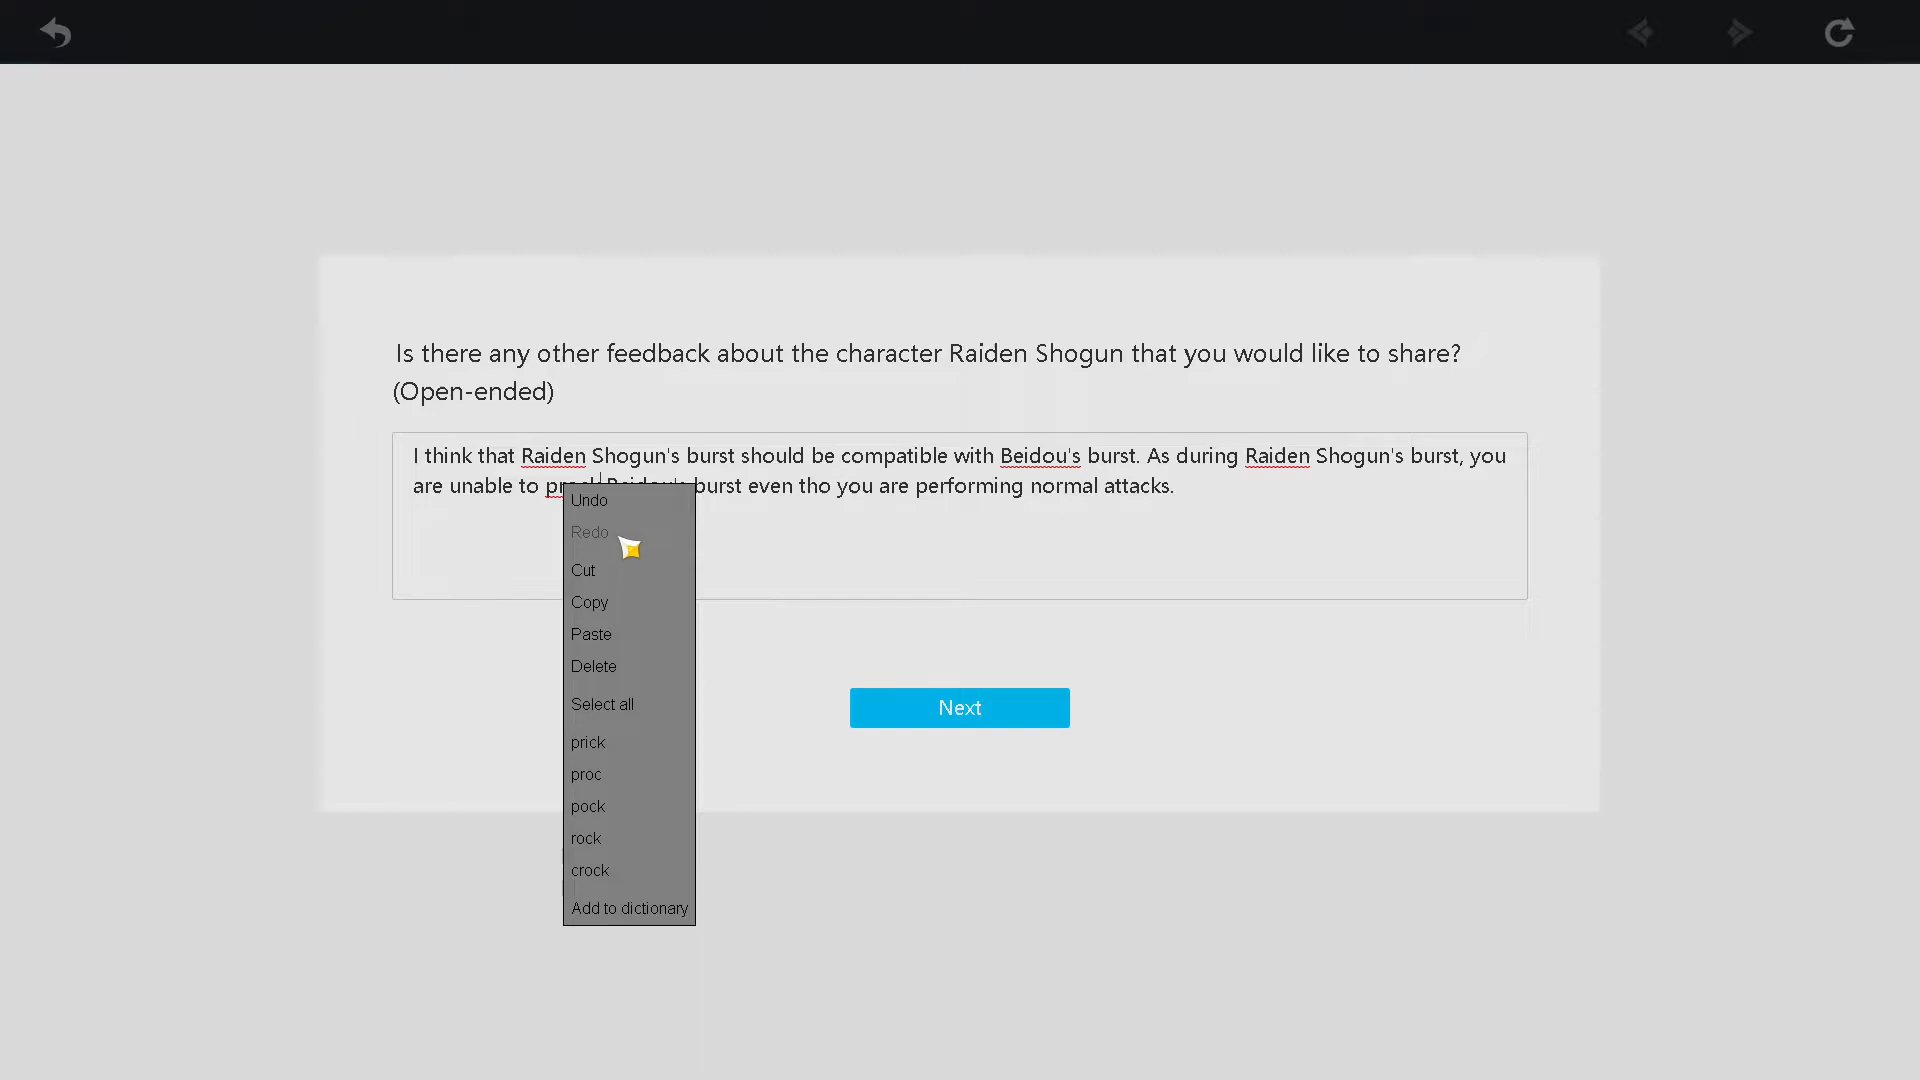 Is there any other feedback about the character Raiden Shogun that you would like to share?
(Open-ended)
I think that Raiden Shogun's burst should be compatible with Beidou's burst. As during Raiden Shogun's burst, you
are unable to burst even tho you are performing normal attacks.
Undo
Redo
Cut
Copy
Paste
Delete
Select all
prick
proc
pock
rock
crock
Add to dictionary
Next